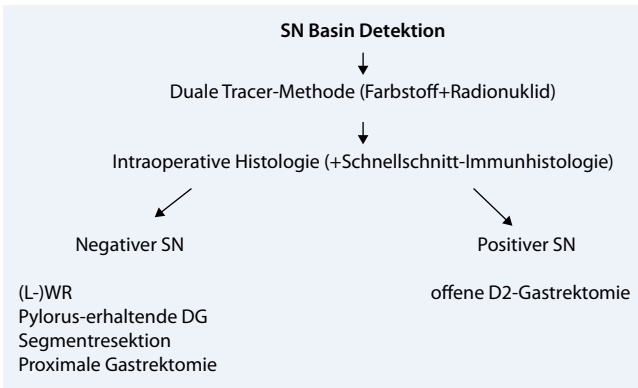 SN Basin Detektion
Duale Tracer-Methode (Farbstoff+Radionuklid)
Intraoperative Histologie (+Schnellschnitt-Immunhistologie)
Negativer SN
Positiver SN
(L-)WR
offene D2-Gastrektomie
Pylorus-erhaltende DG
Segmentresektion
Proximale Gastrektomie